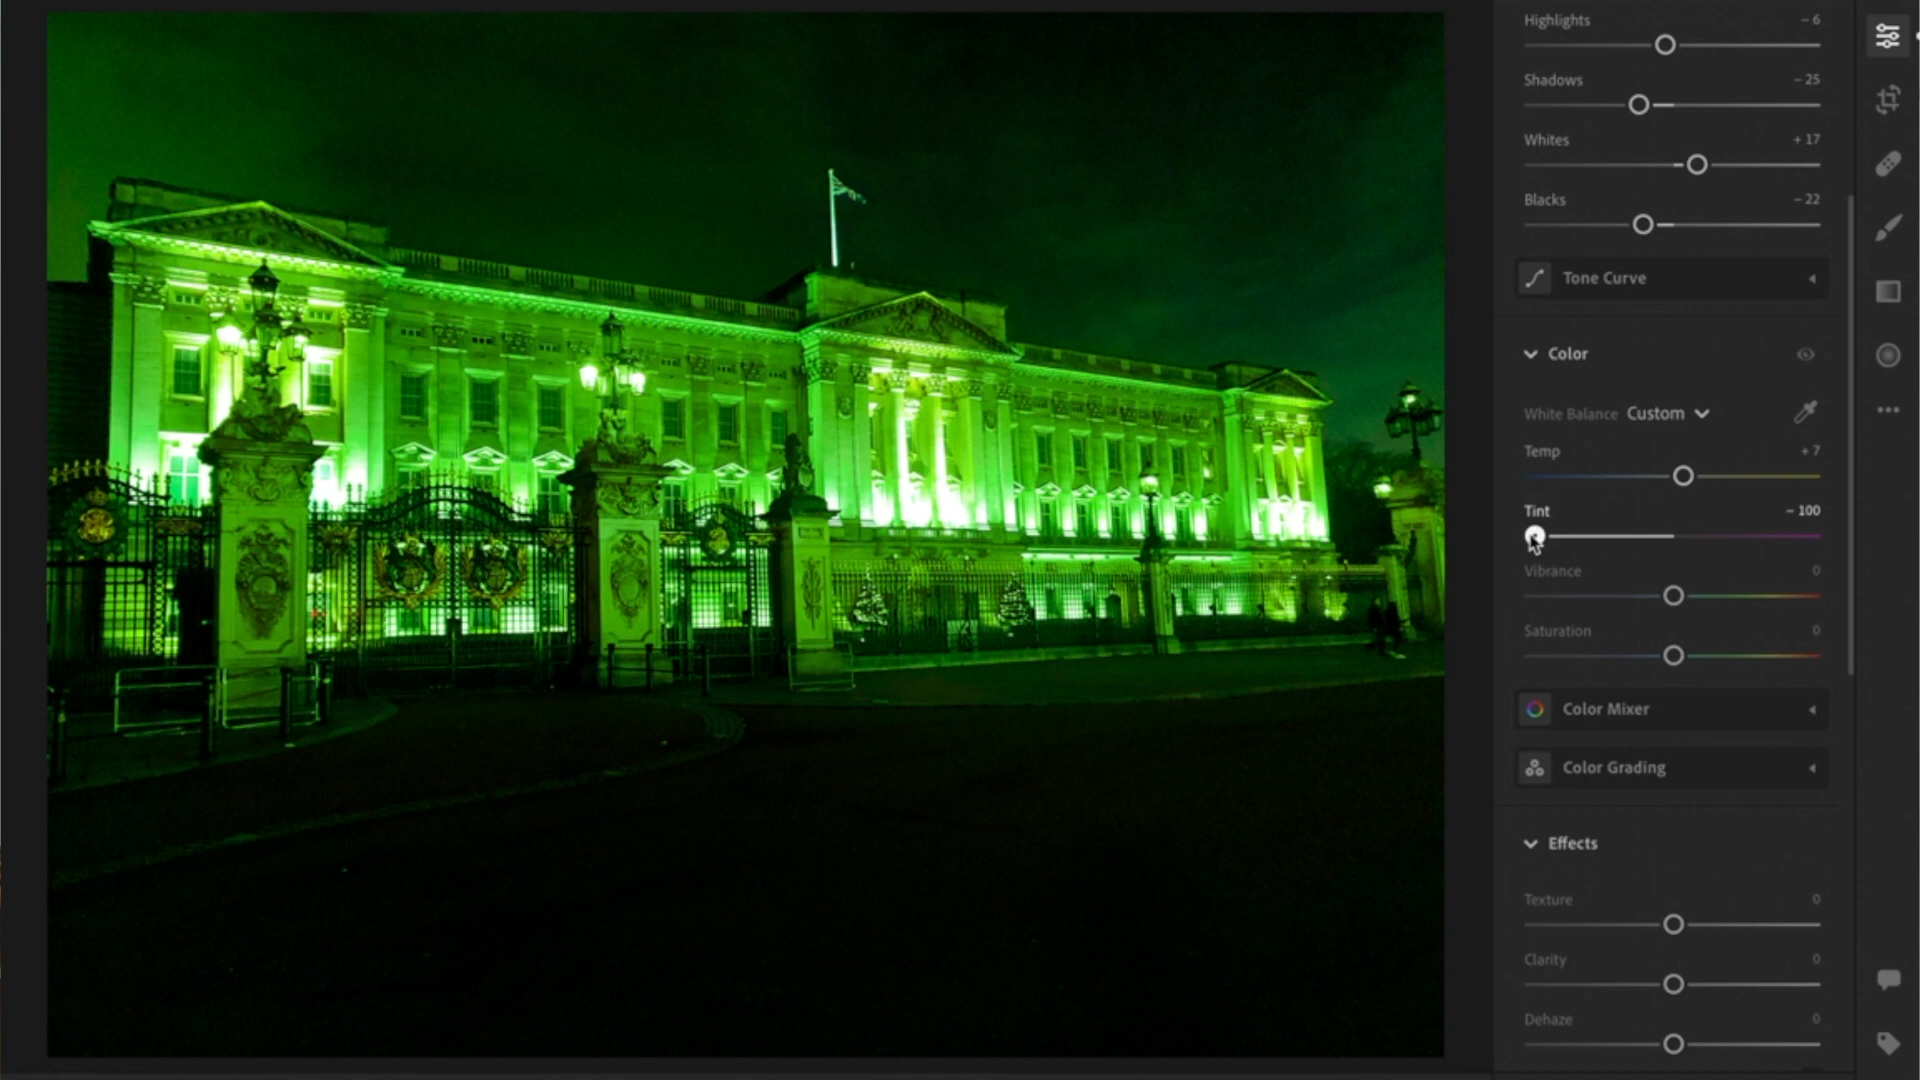 Highlights - 6
Shadows - 25
Whites + 17
Blacks - 22
Tone Curve
Color
White Balance Custom
Temp + 7
Tint - 100
Vibrance 0
Saturation 0
Color Mixer
Color Grading
Effects
Texture 0
Clarity 0
Dehaze 0